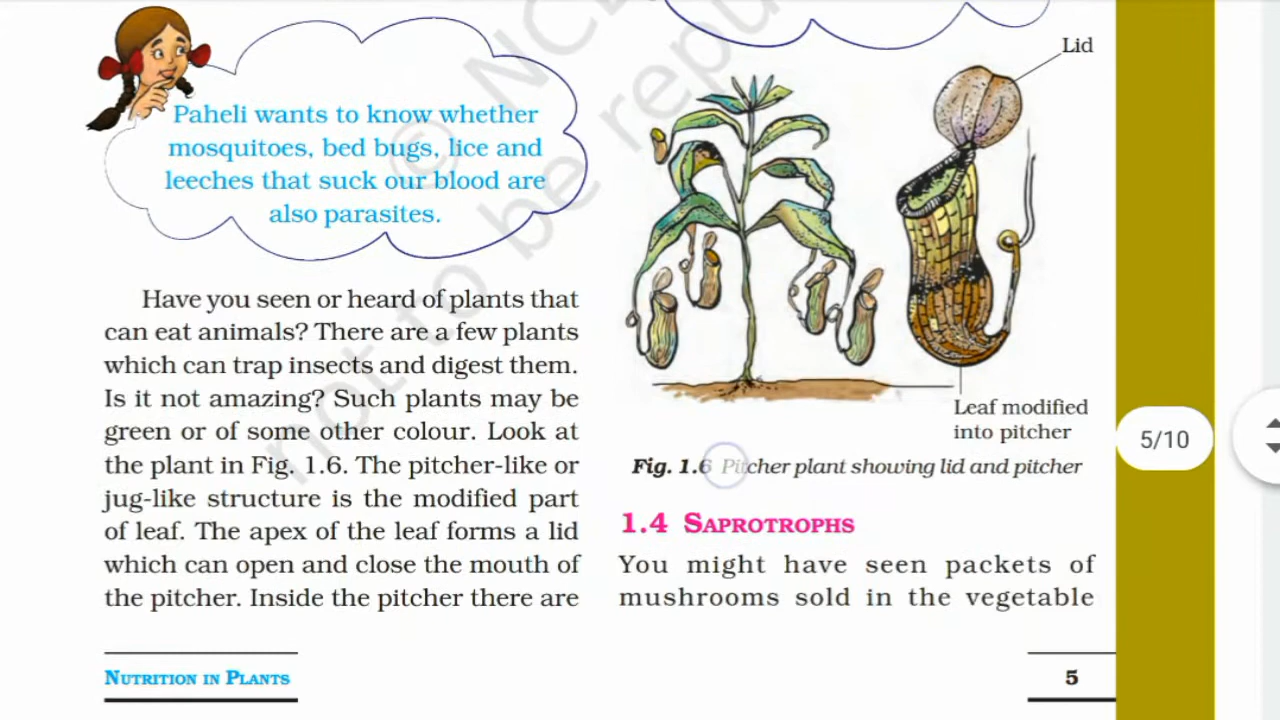 Paheli wants to know whether
mosquitoes, bed bugs, lice and
leeches that suck our blood are
also parasites.
Have you seen or heard of plants that
can eat animals? There are a few plants
which can trap insects and digest them.
Is it not amazing? Such plants may be
green or of some other colour. Look at
the plant in Fig. 1.6. The pitcher-like or
jug-like structure is the modified part
of leaf. The apex of the leaf forms a lid
which can open and close the mouth of
the pitcher. Inside the pitcher there are
Lid
Leaf modified
into pitcher
Fig. 1.6 Pitcher plant showing lid and pitcher
1.4 SAPROTROPHS
You might have seen packets of
mushrooms sold in the vegetable
NUTRITION IN PLANTS
5
5/10
not to be repu
© NC